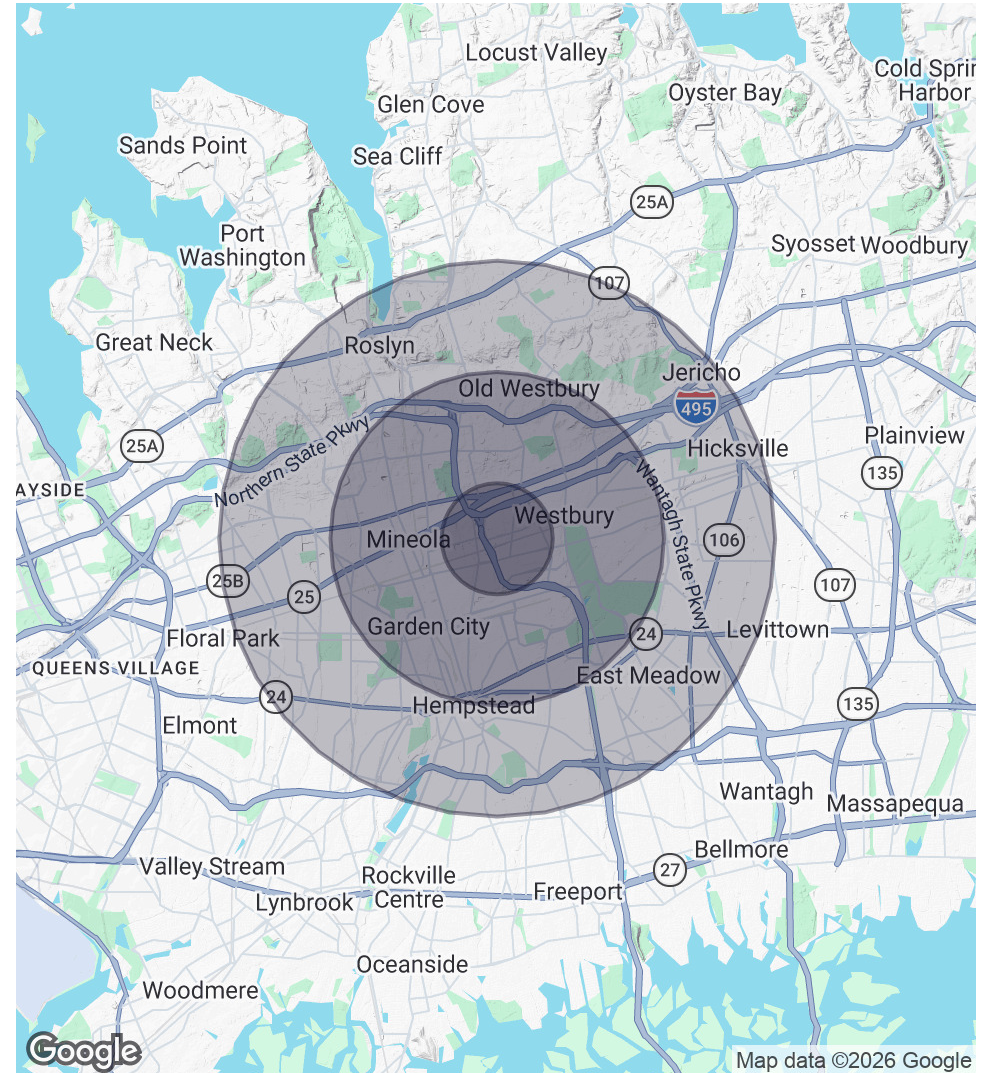 Locust Valley
Cold Sprin
Harbor
Oyster Bay
Glen Cove
Sands Point
Sea Cliff
25A
Port
Washington
Syosset
Woodbury
107
Great Neck
Roslyn
Jericho
Old Westbury
495
25A
Northern State Pkwy
Hicksville
Plainview
135
AYSIDE
Wantagh State Pkwy
Westbury
Mineola
106
25B
25
107
Garden City
Floral Park
24
Levittown
QUEENS VILLAGE
East Meadow
24
Hempstead
135
Elmont
Wantagh
Massapequa
Bellmore
Valley Stream
27
Rockville
Centre
Lynbrook
Freeport
Oceanside
Woodmere
Google
Map data ©2026 Google